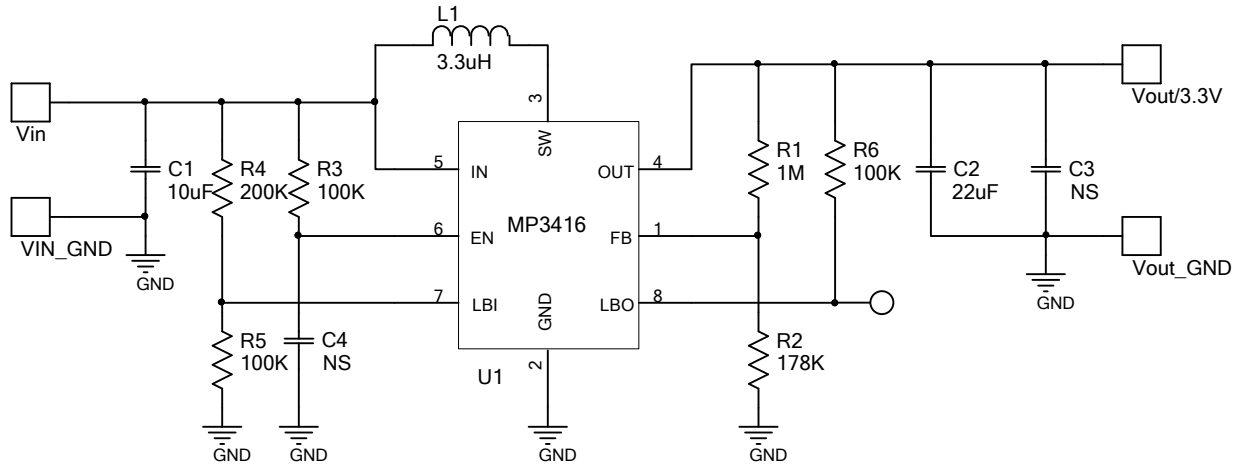 L1
3.3uH
Vin
Vout/3.3V
3
SW
C1
10uF
R4
200K
R3
100K
5
IN
OUT
4
R1
1M
R6
100K
C2
22uF
C3
NS
VIN_GND
GND
6
EN
MP3416
FB
1
Vout_GND
GND
7
LBI
GND
LBO
8
R5
100K
C4
NS
U1
2
R2
178K
GND
GND
GND
GND